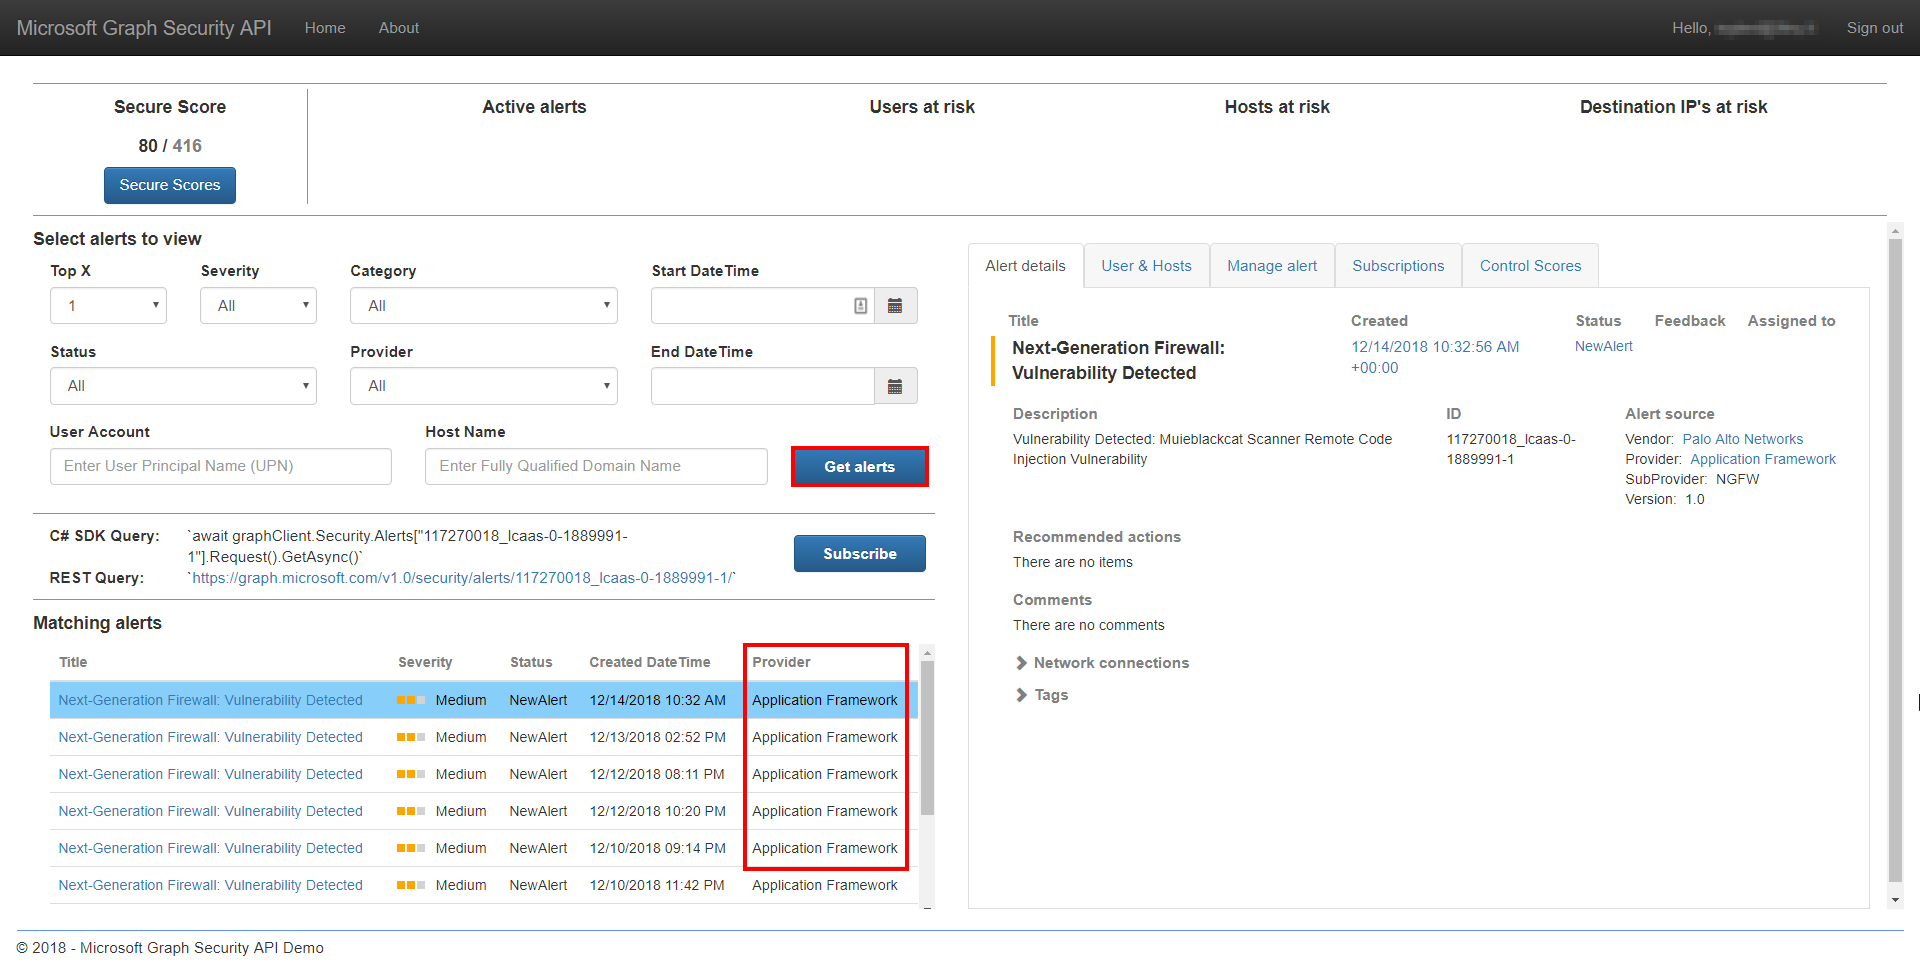 Microsoft Graph Security API Home About Hello, Sign out
Secure Score Active alerts Users at risk Hosts at risk Destination IP's at risk
80 / 416
Secure Scores
Select alerts to view
Top X Severity Category Start DateTime
1 All All
Status Provider End DateTime
All All
User Account Host Name
Enter User Principal Name (UPN) Enter Fully Qualified Domain Name Get alerts
C# SDK Query: `await graphClient.Security.Alerts["117270018_lcaas-0-1889991-
1"].Request().GetAsync()`
Subscribe
REST Query: `https://graph.microsoft.com/v1.0/security/alerts/117270018_lcaas-0-1889991-1/`
Matching alerts
Title Severity Status Created DateTime Provider
Next-Generation Firewall: Vulnerability Detected Medium NewAlert 12/14/2018 10:32 AM Application Framework
Next-Generation Firewall: Vulnerability Detected Medium NewAlert 12/13/2018 02:52 PM Application Framework
Next-Generation Firewall: Vulnerability Detected Medium NewAlert 12/12/2018 08:11 PM Application Framework
Next-Generation Firewall: Vulnerability Detected Medium NewAlert 12/12/2018 10:20 PM Application Framework
Next-Generation Firewall: Vulnerability Detected Medium NewAlert 12/10/2018 09:14 PM Application Framework
Next-Generation Firewall: Vulnerability Detected Medium NewAlert 12/10/2018 11:42 PM Application Framework
Alert details User & Hosts Manage alert Subscriptions Control Scores
Title Created Status Feedback Assigned to
Next-Generation Firewall: 12/14/2018 10:32:56 AM NewAlert
Vulnerability Detected +00:00
Description ID Alert source
Vulnerability Detected: Muieblackcat Scanner Remote Code 117270018_lcaas-0- Vendor: Palo Alto Networks
Injection Vulnerability 1889991-1 Provider: Application Framework
SubProvider: NGFW
Version: 1.0
Recommended actions
There are no items
Comments
There are no comments
Network connections
Tags
© 2018 - Microsoft Graph Security API Demo